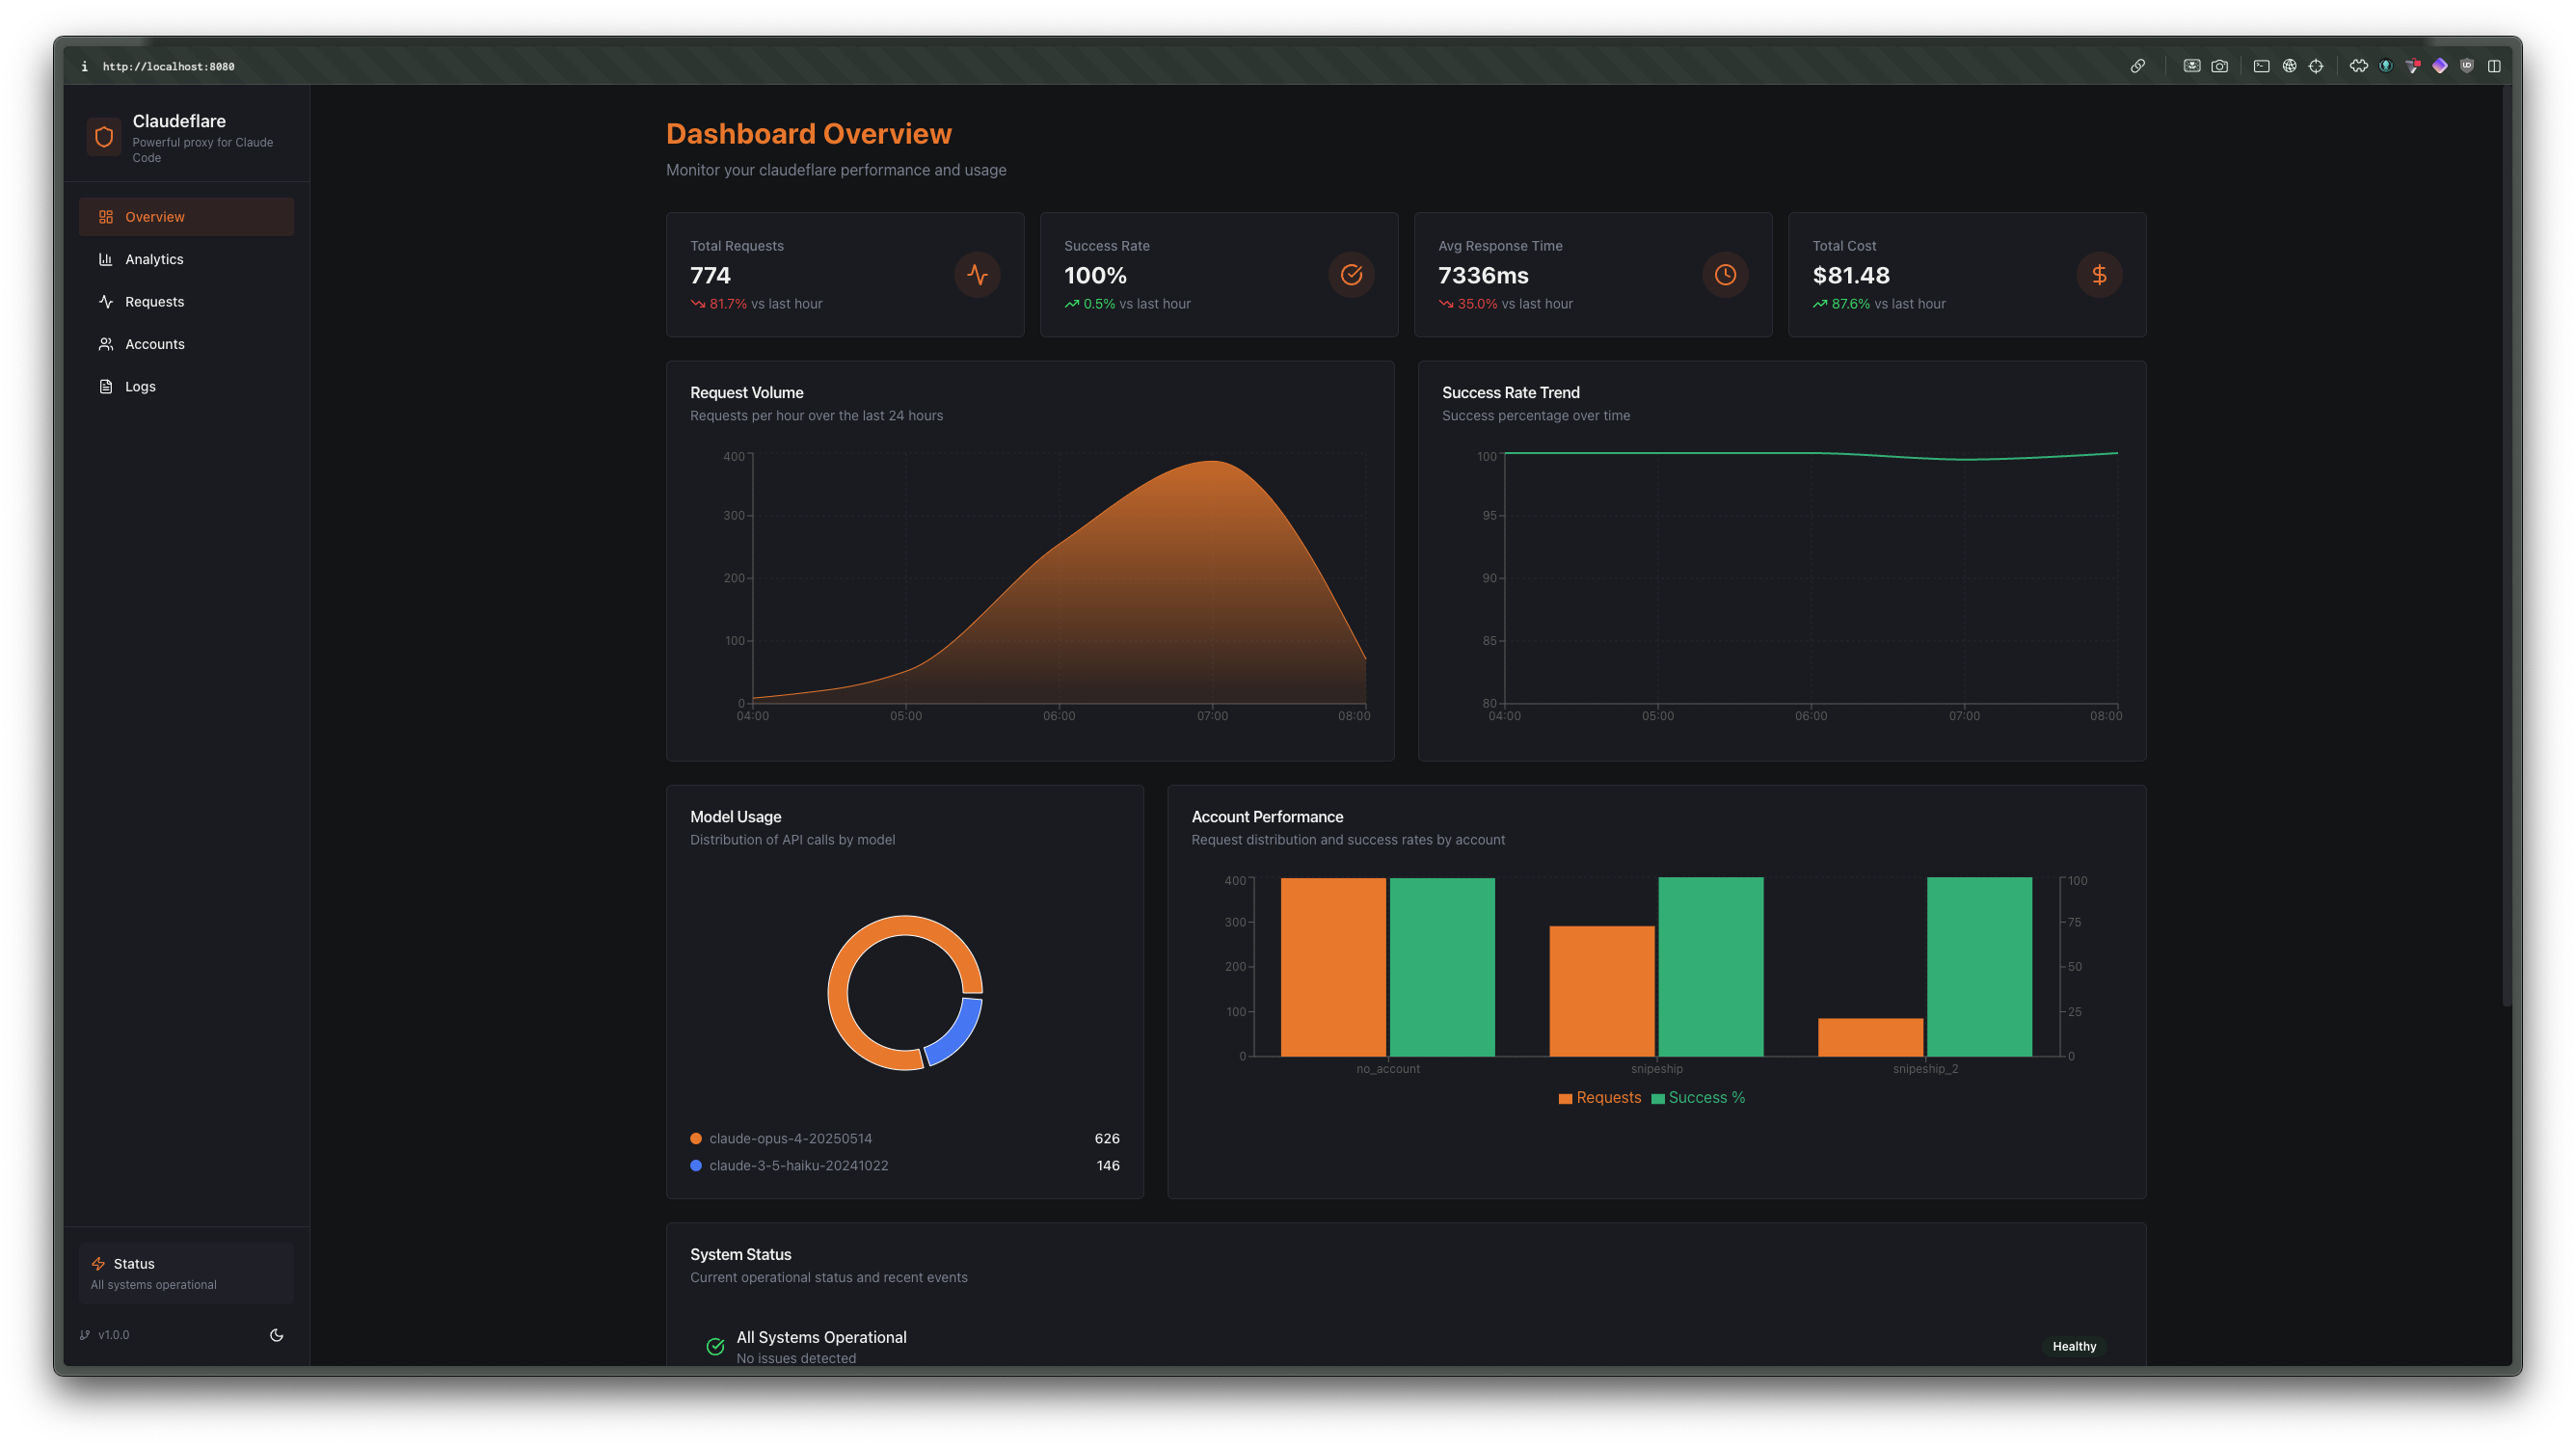 i http://localhost:8080
Claudeflare
Powerful proxy for Claude
Code
Overview
Analytics
Requests
Accounts
Logs
Status
All systems operational
v1.0.0
Dashboard Overview
Monitor your claudeflare performance and usage
Total Requests
774
81.7% vs last hour
Success Rate
100%
0.5% vs last hour
Avg Response Time
7336ms
35.0% vs last hour
Total Cost
$81.48
87.6% vs last hour
Request Volume
Requests per hour over the last 24 hours
400
300
200
100
0
04:00 05:00 06:00 07:00 08:00
Success Rate Trend
Success percentage over time
100
95
90
85
80
04:00 05:00 06:00 07:00 08:00
Model Usage
Distribution of API calls by model
claude-opus-4-20250514 626
claude-3-5-haiku-20241022 146
Account Performance
Request distribution and success rates by account
400 100
300 75
200 50
100 25
0 0
no_account snipeship snipeship_2
Requests Success %
System Status
Current operational status and recent events
All Systems Operational
No issues detected
Healthy